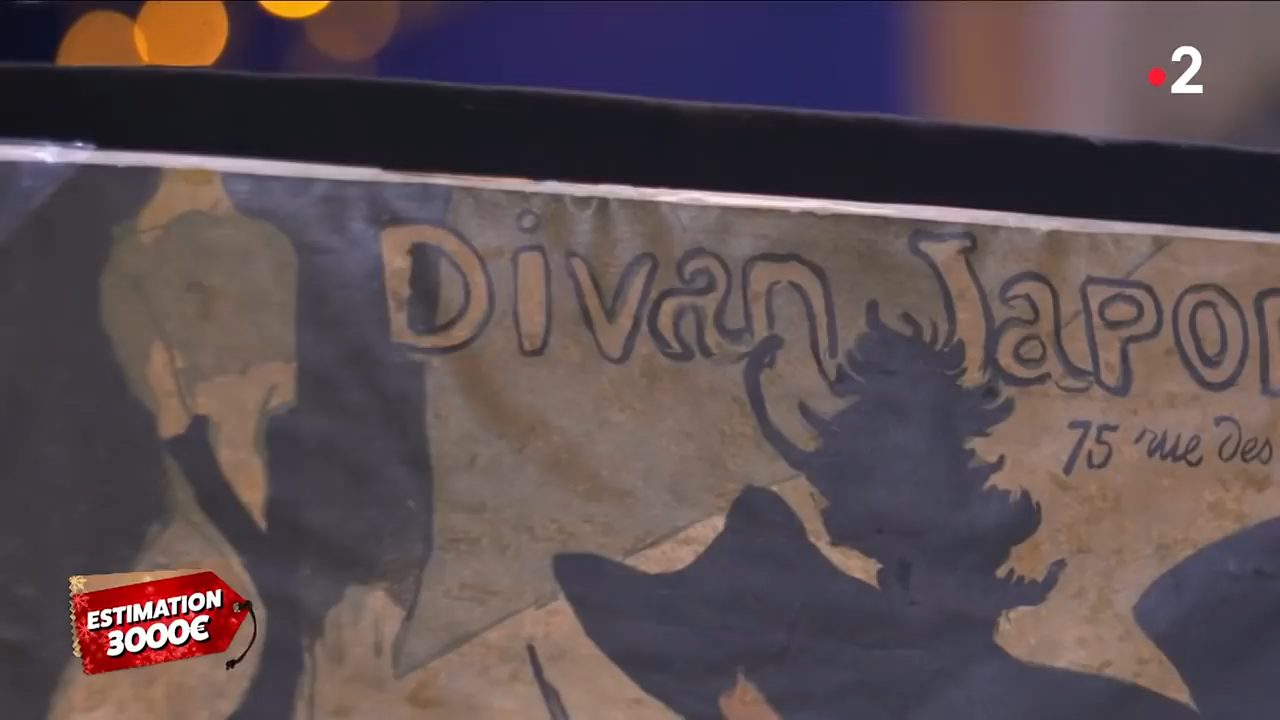 2
Divan Japon
75 rue des
ESTIMATION
3000€